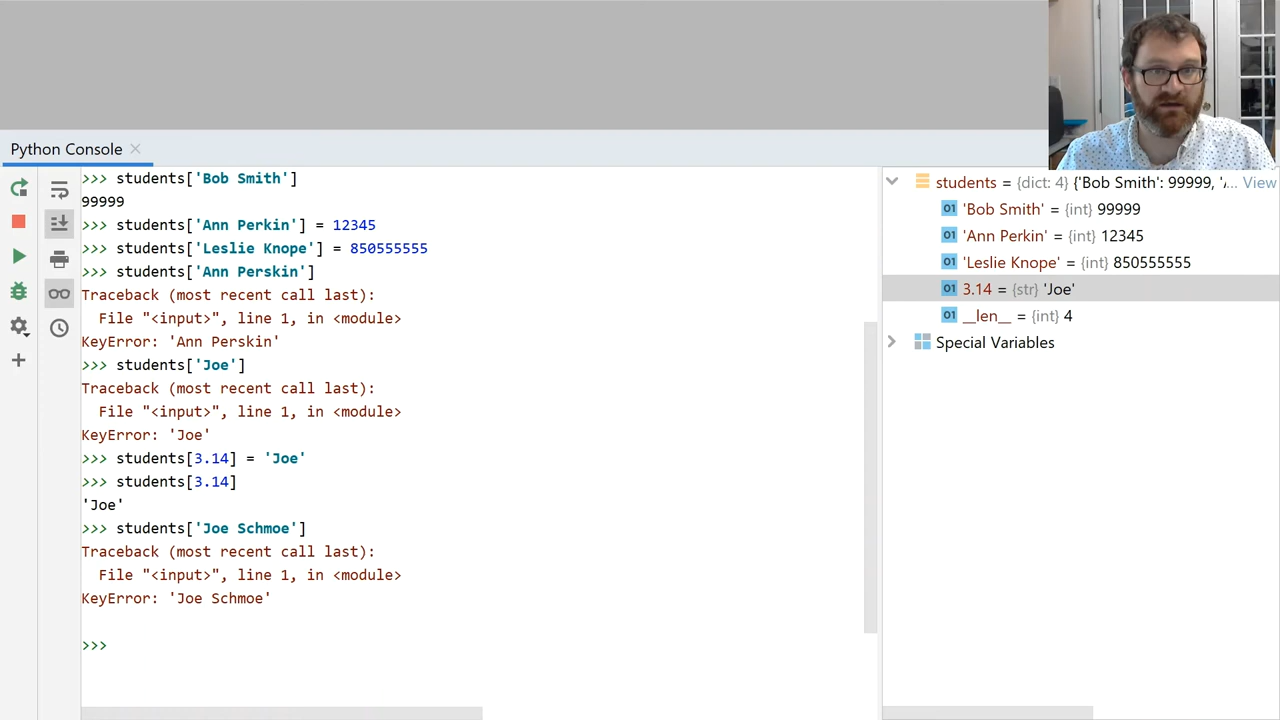 Python Console
>>> students['Bob Smith']
99999
>>> students['Ann Perkin'] = 12345
>>> students['Leslie Knope'] = 850555555
>>> students['Ann Perskin']
Traceback (most recent call last):
  File "<input>", line 1, in <module>
KeyError: 'Ann Perskin'
>>> students['Joe']
Traceback (most recent call last):
  File "<input>", line 1, in <module>
KeyError: 'Joe'
>>> students[3.14] = 'Joe'
>>> students[3.14]
'Joe'
>>> students['Joe Schmoe']
Traceback (most recent call last):
  File "<input>", line 1, in <module>
KeyError: 'Joe Schmoe'
>>>
students = {dict: 4} {'Bob Smith': 99999, '... View
01 'Bob Smith' = {int} 99999
01 'Ann Perkin' = {int} 12345
01 'Leslie Knope' = {int} 850555555
01 3.14 = {str} 'Joe'
01 __len__ = {int} 4
Special Variables